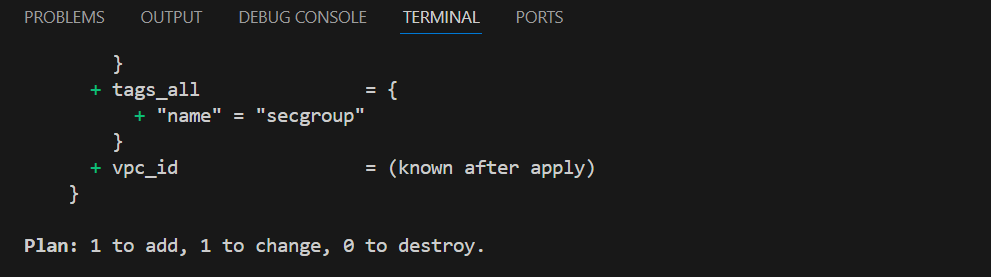 PROBLEMS OUTPUT DEBUG CONSOLE TERMINAL PORTS
}
+ tags_all = {
+ "name" = "secgroup"
}
+ vpc_id = (known after apply)
}
Plan: 1 to add, 1 to change, 0 to destroy.